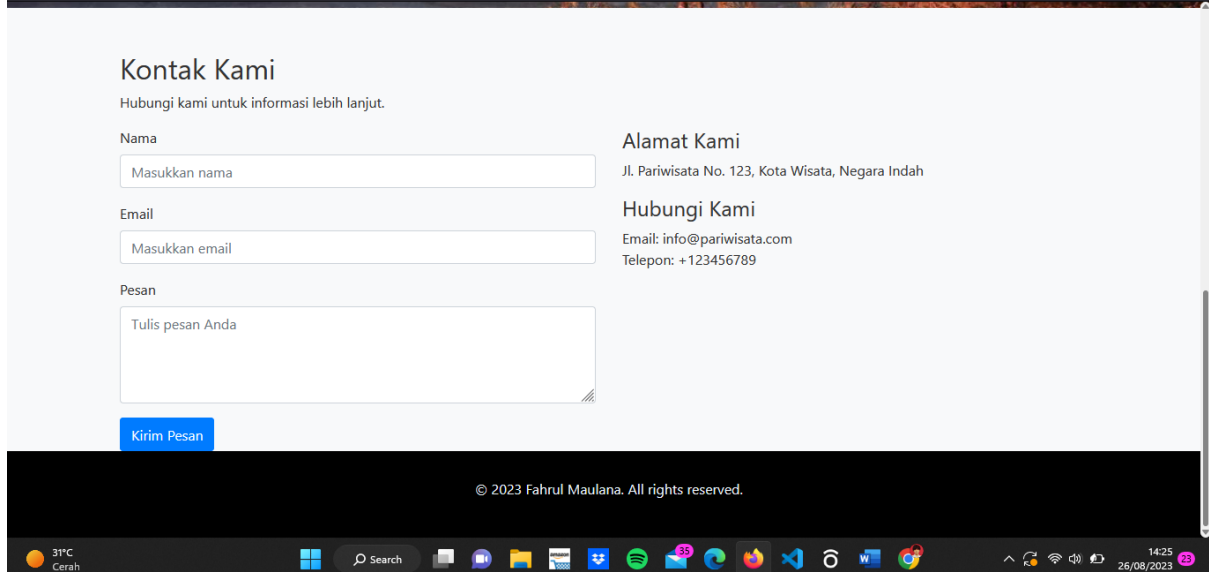 Kontak Kami
Hubungi kami untuk informasi lebih lanjut.
Nama
Masukkan nama
Email
Masukkan email
Pesan
Tulis pesan Anda
Kirim Pesan
Alamat Kami
Jl. Pariwisata No. 123, Kota Wisata, Negara Indah
Hubungi Kami
Email: info@pariwisata.com
Telepon: +123456789
© 2023 Fahrul Maulana. All rights reserved.
31°C
Cerah
Search
35
14:25
26/08/2023
23